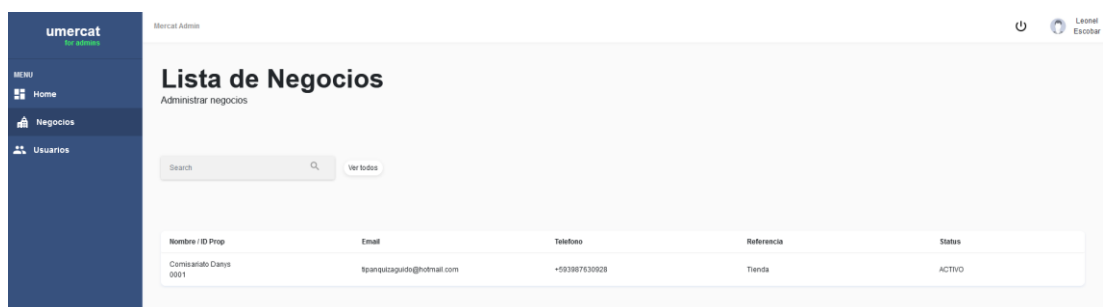 umercat
for admins
Mercat Admin
Leonel
Escobar
MENU
Home
Negocios
Usuarios
Lista de Negocios
Administrar negocios
Search
Ver todos
Nombre / ID Prop Email Telefono Referencia Status
Comisariato Danys
0001
tipanquizaguido@hotmail.com +593987630928 Tienda ACTIVO